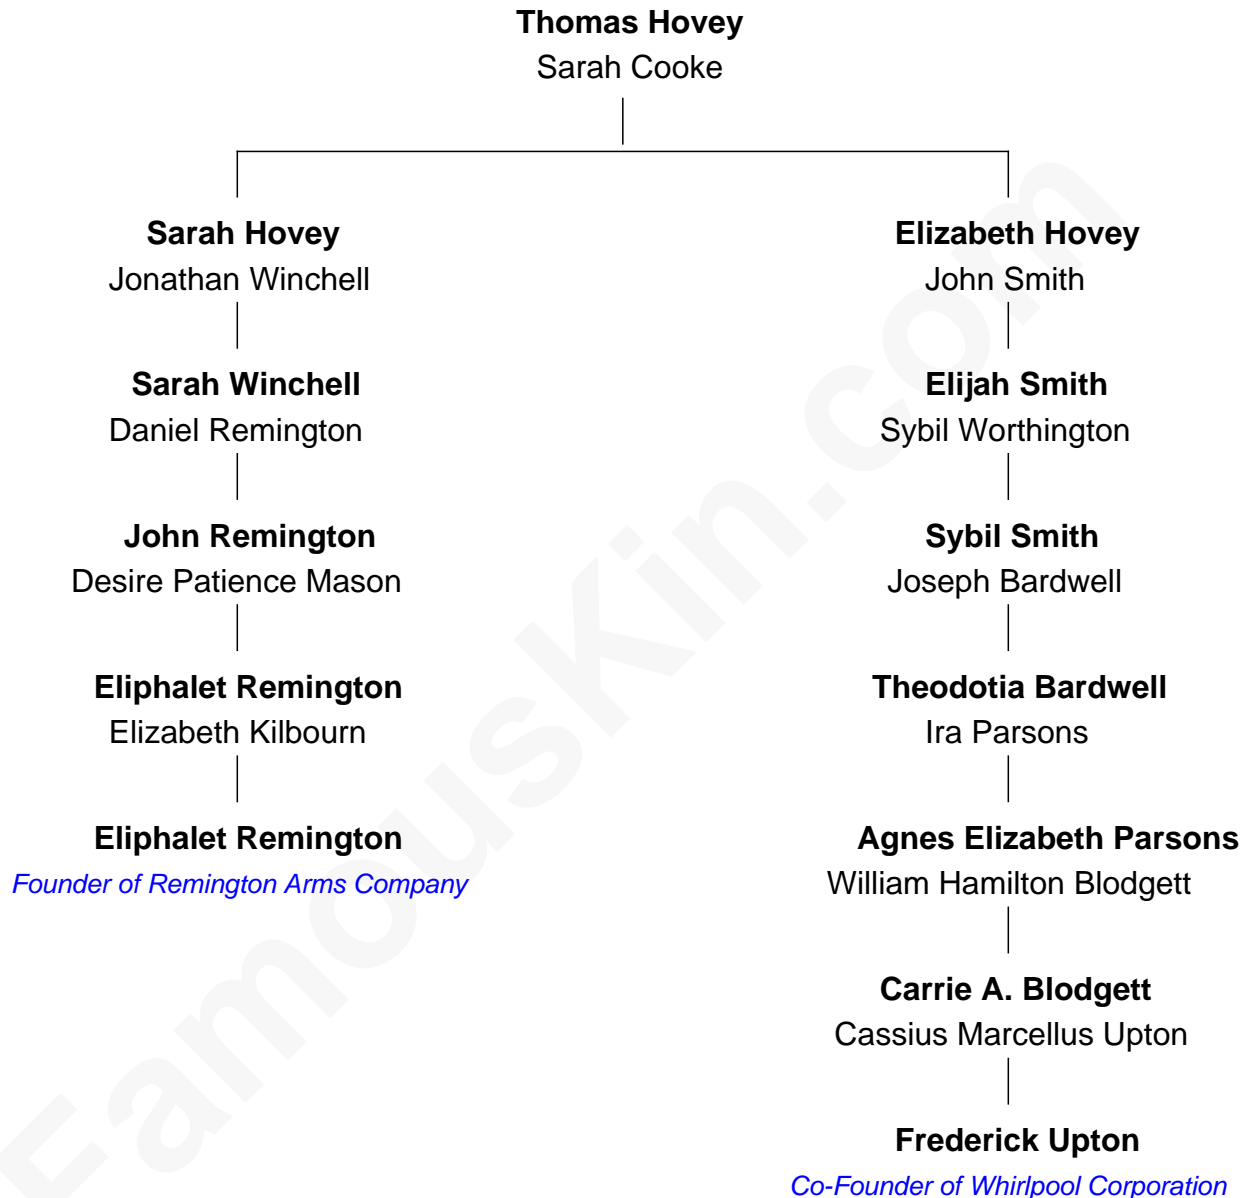 Thomas Hovey
Sarah Cooke
Sarah Hovey
Jonathan Winchell
Sarah Winchell
Daniel Remington
John Remington
Desire Patience Mason
Eliphalet Remington
Elizabeth Kilbourn
Eliphalet Remington
Founder of Remington Arms Company
Elizabeth Hovey
John Smith
Elijah Smith
Sybil Worthington
Sybil Smith
Joseph Bardwell
Theodotia Bardwell
Ira Parsons
Agnes Elizabeth Parsons
William Hamilton Blodgett
Carrie A. Blodgett
Cassius Marcellus Upton
Frederick Upton
Co-Founder of Whirlpool Corporation
FamousKin.com